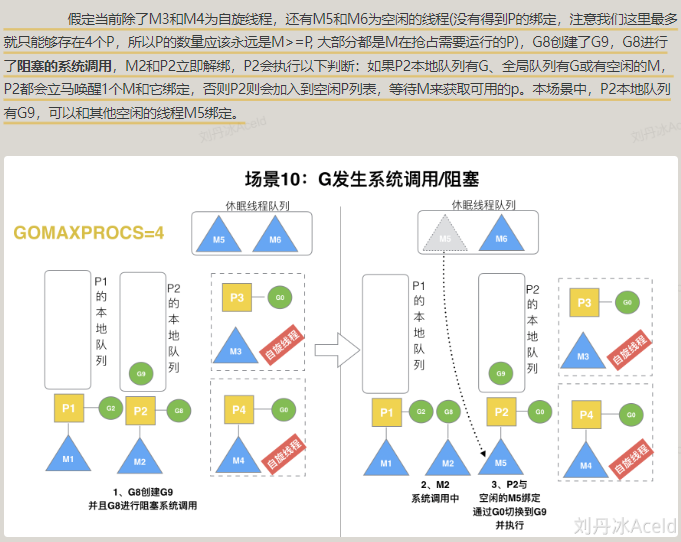 假定当前除了M3和M4为自旋线程，还有M5和M6为空闲的线程(没有得到P的绑定，注意我们这里最多
就只能够存在4个P，所以P的数量应该永远是M>=P, 大部分都是M在抢占需要运行的P)，G8创建了G9，G8进行
了阻塞的系统调用，M2和P2立即解绑，P2会执行以下判断：如果P2本地队列有G、全局队列有G或有空闲的M，
P2都会立马唤醒1个M和它绑定，否则P2则会加入到空闲P列表，等待M来获取可用的p。本场景中，P2本地队列
有G9，可以和其他空闲的线程M5绑定。
刘丹冰Aceld
场景10：G发生系统调用/阻塞
GOMAXPROCS=4
休眠线程队列
M5
M6
P1的本地队列
P2的本地队列
G9
P1
G2
P2
G8
M1
M2
P3
G0
M3
自旋线程
P4
G0
M4
自旋线程
1、G8创建G9
并且G8进行阻塞系统调用
休眠线程队列
M5
M6
P1的本地队列
P2的本地队列
G9
P1
G2
G8
P2
G0
M1
M2
M5
P3
G0
M3
自旋线程
P4
G0
M4
自旋线程
2、M2
系统调用中
3、P2与
空闲的M5绑定
通过G0切换到G9
并执行
刘丹冰Aceld